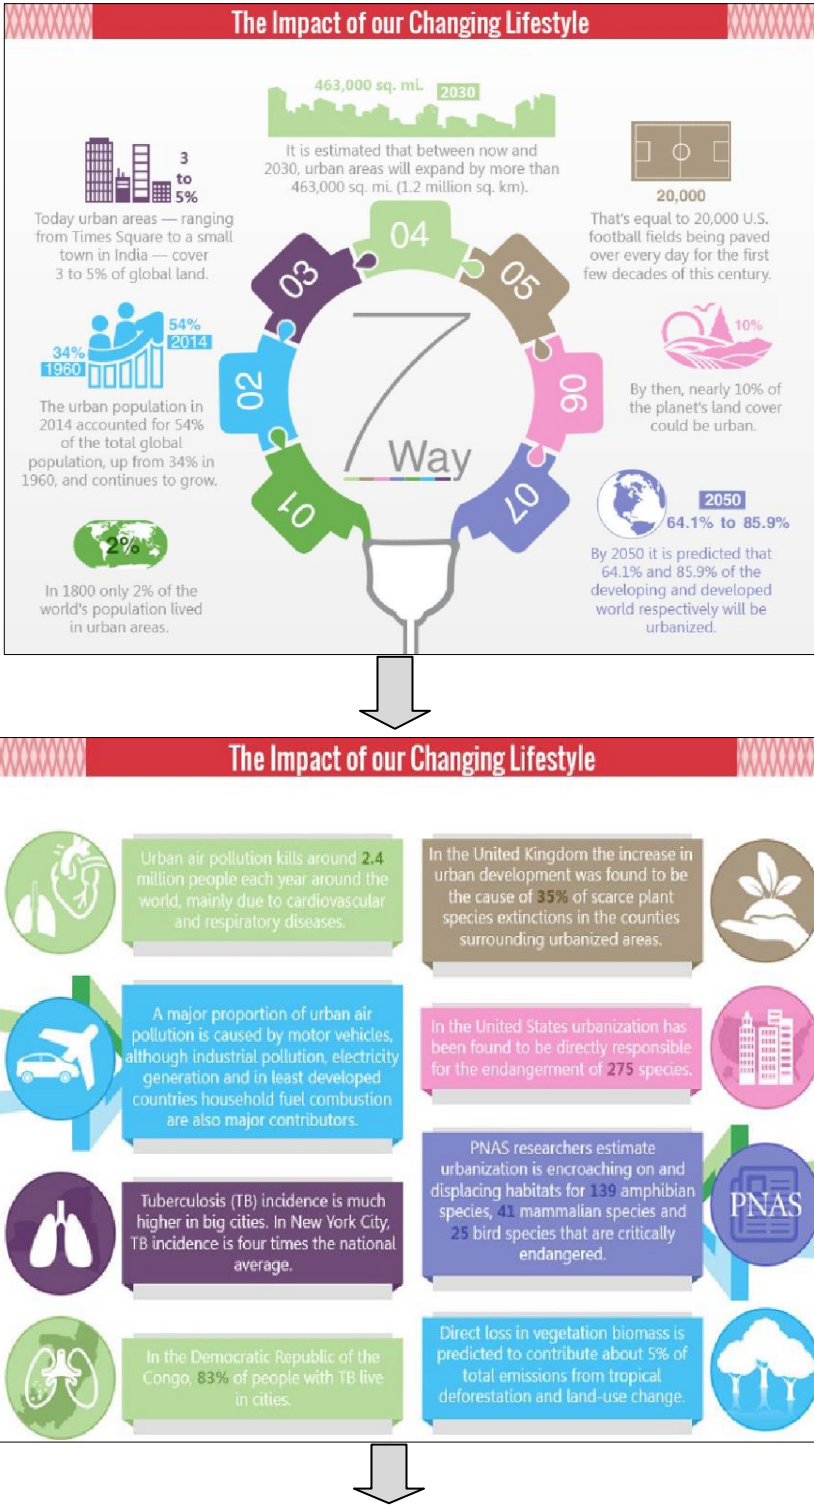 The Impact of our Changing Lifestyle
463,000 sq. mi. 2030
It is estimated that between now and
2030, urban areas will expand by more than
463,000 sq. mi. (1.2 million sq. km).
3
to
5%
Today urban areas — ranging
from Times Square to a small
town in India — cover
3 to 5% of global land.
20,000
That's equal to 20,000 U.S.
football fields being paved
over every day for the first
few decades of this century.
54%
2014
34%
1960
The urban population in
2014 accounted for 54%
of the total global
population, up from 34% in
1960, and continues to grow.
10%
By then, nearly 10% of
the planet's land cover
could be urban.
2%
In 1800 only 2% of the
world's population lived
in urban areas.
2050
64.1% to 85.9%
By 2050 it is predicted that
64.1% and 85.9% of the
developing and developed
world respectively will be
urbanized.
01
02
03
04
05
06
07
7 Way
The Impact of our Changing Lifestyle
Urban air pollution kills around 2.4
million people each year around the
world, mainly due to cardiovascular
and respiratory diseases.
A major proportion of urban air
pollution is caused by motor vehicles,
although industrial pollution, electricity
generation and in least developed
countries household fuel combustion
are also major contributors.
Tuberculosis (TB) incidence is much
higher in big cities. In New York City,
TB incidence is four times the national
average.
In the Democratic Republic of the
Congo, 83% of people with TB live
in cities.
In the United Kingdom the increase in
urban development was found to be
the cause of 35% of scarce plant
species extinctions in the counties
surrounding urbanized areas.
In the United States urbanization has
been found to be directly responsible
for the endangerment of 275 species.
PNAS researchers estimate
urbanization is encroaching on and
displacing habitats for 139 amphibian
species, 41 mammalian species and
25 bird species that are critically
endangered.
PNAS
Direct loss in vegetation biomass is
predicted to contribute about 5% of
total emissions from tropical
deforestation and land-use change.